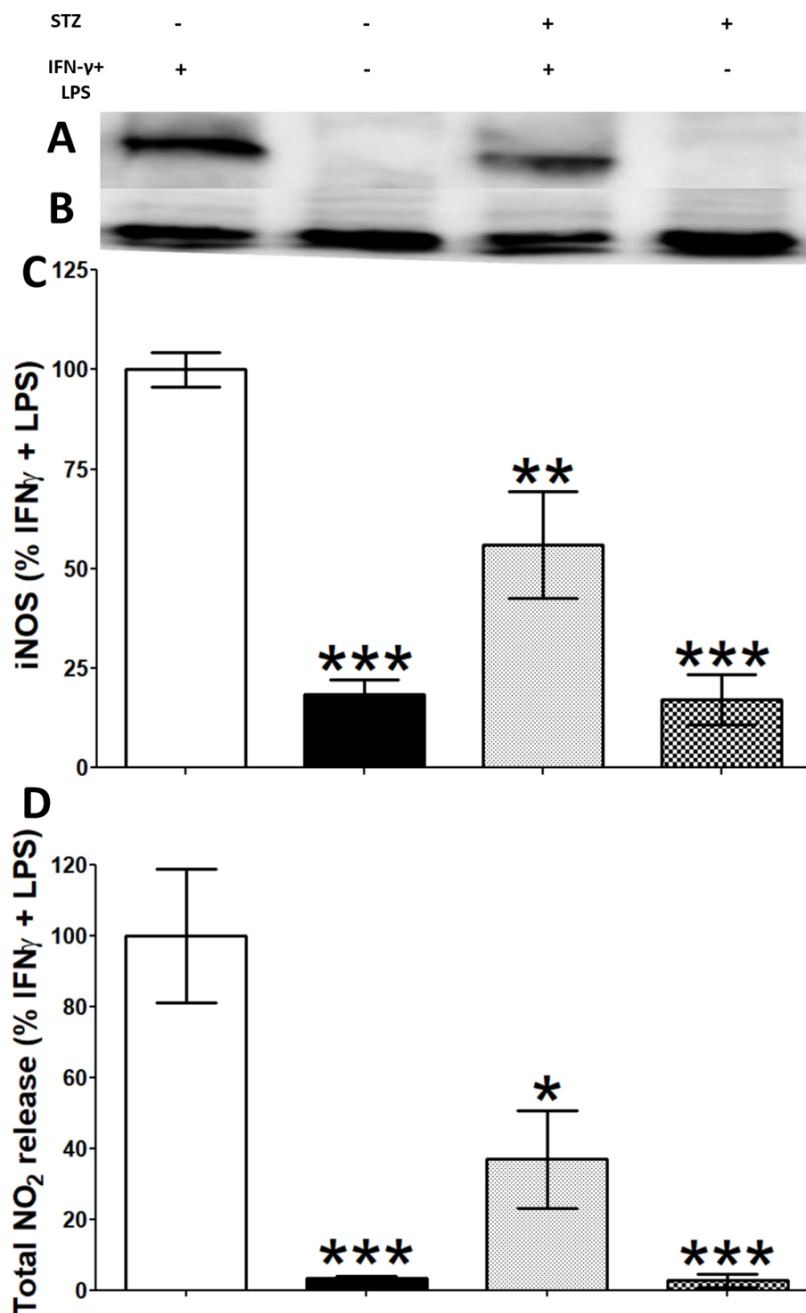 STZ - - + +
IFN-γ+ + - + -
LPS
A
B
C
125
100
75
50
25
0
iNOS (% IFNγ + LPS)
***
**
***
D
120
100
80
60
40
20
0
Total NO₂ release (% IFNγ + LPS)
***
*
***